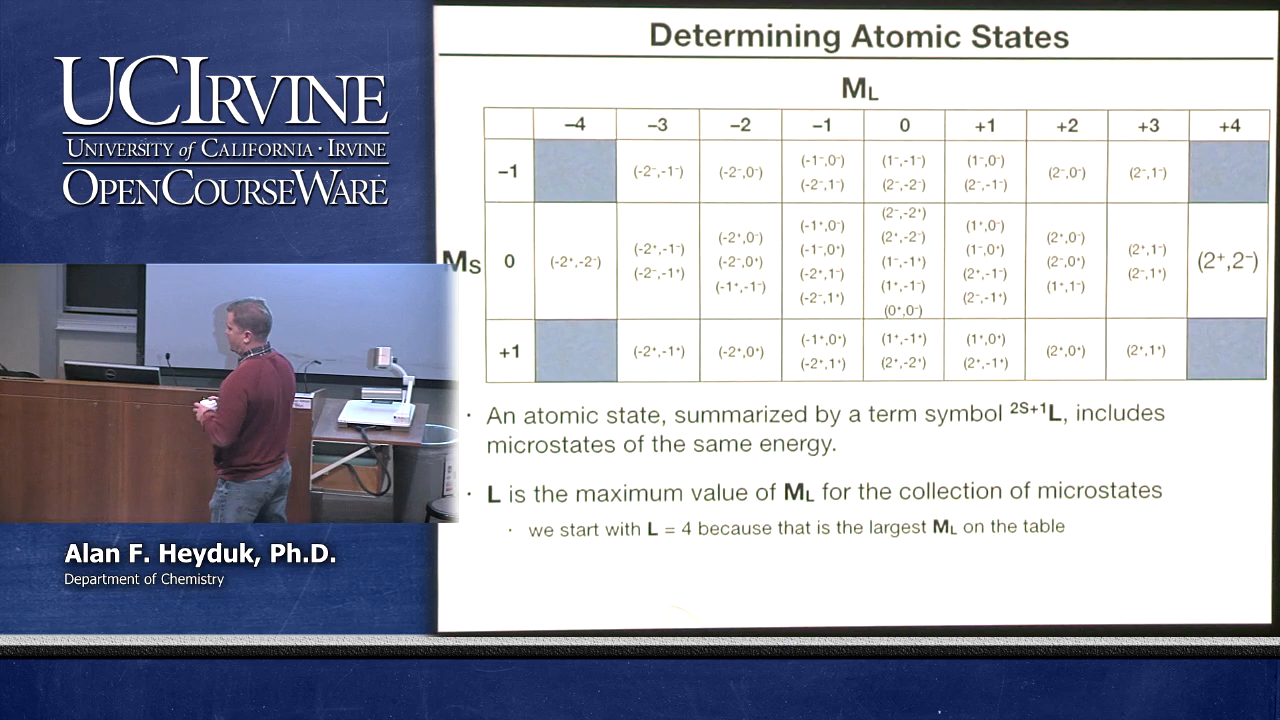 UCIRVINE
UNIVERSITY of CALIFORNIA · IRVINE
OPENCOURSEWARE
Alan F. Heyduk, Ph.D.
Department of Chemistry
Determining Atomic States
ML
–4 –3 –2 –1 0 +1 +2 +3 +4
–1 (-2⁻,-1⁻) (-2⁻,0⁻) (-1⁻,0⁻) (1⁻,-1⁻) (1⁻,0⁻) (2⁻,0⁻) (2⁻,1⁻)
(-2⁻,1⁻) (2⁻,-2⁻) (2⁻,-1⁻)
(2⁻,-2⁺)
(-1⁺,0⁻) (1⁺,0⁻)
(-2⁺,0⁻) (2⁺,-2⁻) (2⁺,0⁻)
(-2⁺,-1⁻) (-1⁻,0⁺) (1⁻,0⁺) (2⁺,1⁻)
Ms 0 (-2⁺,-2⁻) (-2⁻,0⁺) (1⁻,-1⁺) (2⁻,0⁺) (2⁺,2⁻)
(-2⁻,-1⁺) (-2⁺,1⁻) (2⁺,-1⁻) (2⁻,1⁺)
(-1⁺,-1⁻) (1⁺,-1⁻) (1⁺,1⁻)
(-2⁻,1⁺) (2⁻,-1⁺)
(0⁺,0⁻)
+1 (-2⁺,-1⁺) (-2⁺,0⁺) (-1⁺,0⁺) (1⁺,-1⁺) (1⁺,0⁺) (2⁺,0⁺) (2⁺,1⁺)
(-2⁺,1⁺) (2⁺,-2⁺) (2⁺,-1⁺)
· An atomic state, summarized by a term symbol ²ˢ⁺¹L, includes
microstates of the same energy.
· L is the maximum value of ML for the collection of microstates
· we start with L = 4 because that is the largest ML on the table